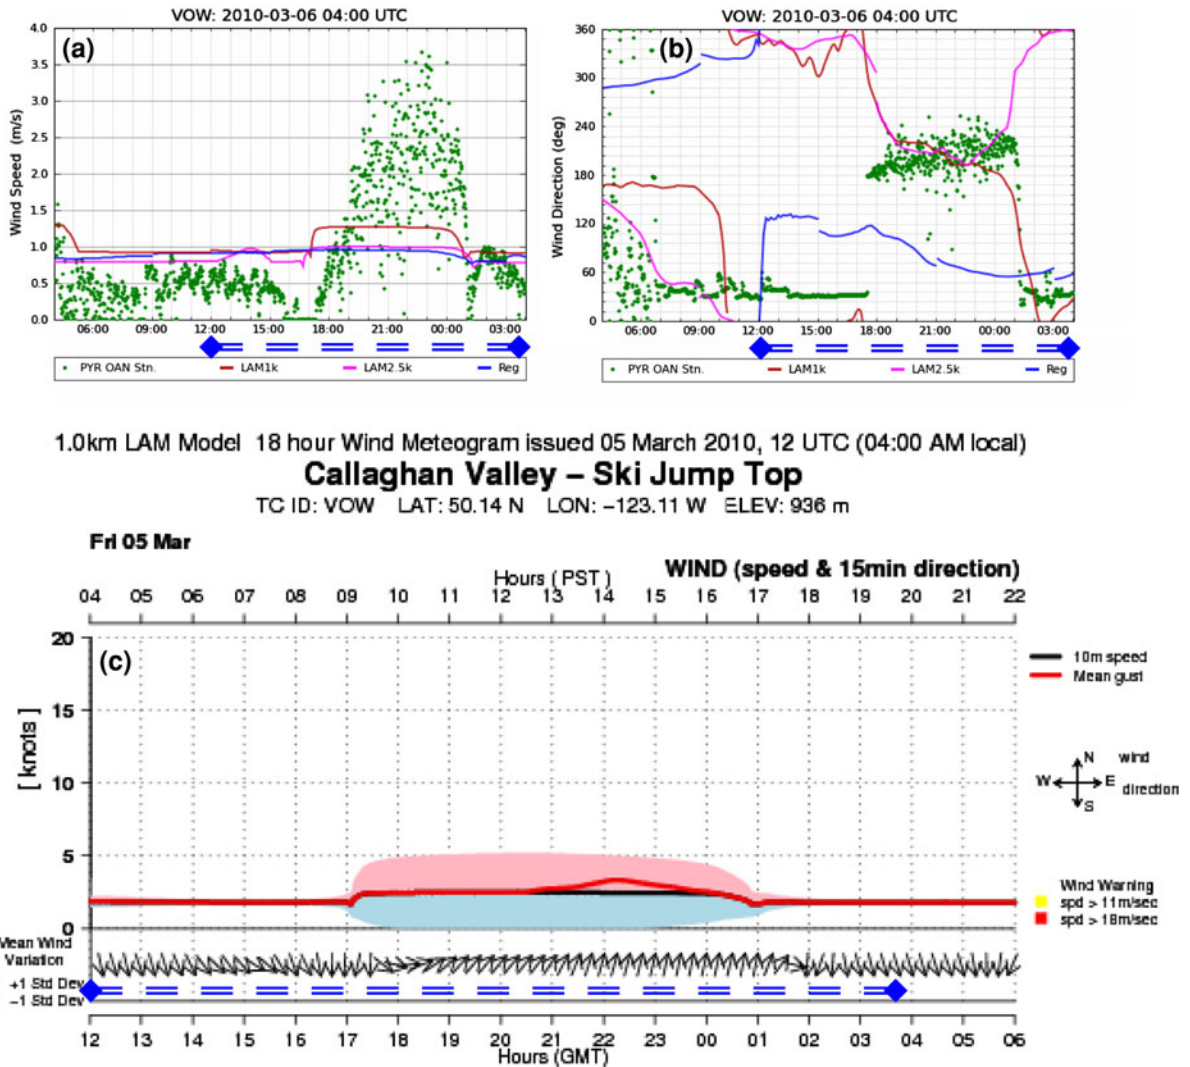 VOW: 2010-03-06 04:00 UTC
(a)
Wind Speed (m/s)
4.0
3.5
3.0
2.5
2.0
1.5
1.0
0.5
0.0
06:00 09:00 12:00 15:00 18:00 21:00 00:00 03:00
PYR OAN Stn. LAM1k LAM2.5k Reg
VOW: 2010-03-06 04:00 UTC
(b)
Wind Direction (deg)
360
300
240
180
120
60
0
06:00 09:00 12:00 15:00 18:00 21:00 00:00 03:00
PYR OAN Stn. LAM1k LAM2.5k Reg
1.0km LAM Model 18 hour Wind Meteogram issued 05 March 2010, 12 UTC (04:00 AM local)
Callaghan Valley – Ski Jump Top
TC ID: VOW LAT: 50.14 N LON: –123.11 W ELEV: 936 m
Fri 05 Mar
Hours ( PST )
WIND (speed & 15min direction)
04 05 06 07 08 09 10 11 12 13 14 15 16 17 18 19 20 21 22
(c)
[ knots ]
20
15
10
5
0
10m speed
Mean gust
N wind
W E direction
S
Wind Warning
spd > 11m/sec
spd > 18m/sec
Mean Wind
Variation
+1 Std Dev
−1 Std Dev
12 13 14 15 16 17 18 19 20 21 22 23 00 01 02 03 04 05 06
Hours (GMT)